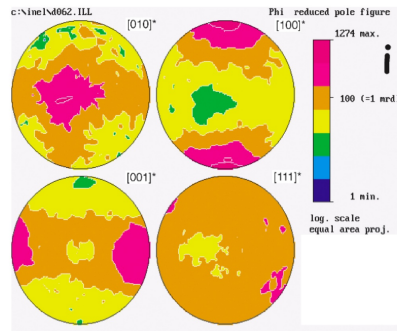 c:\inel\d062.ILL
Phi reduced pole figure
[010]*
[100]*
1274 max.
i
100 (=1 mrd
[001]*
[111]*
1 min.
log. scale
equal area proj.